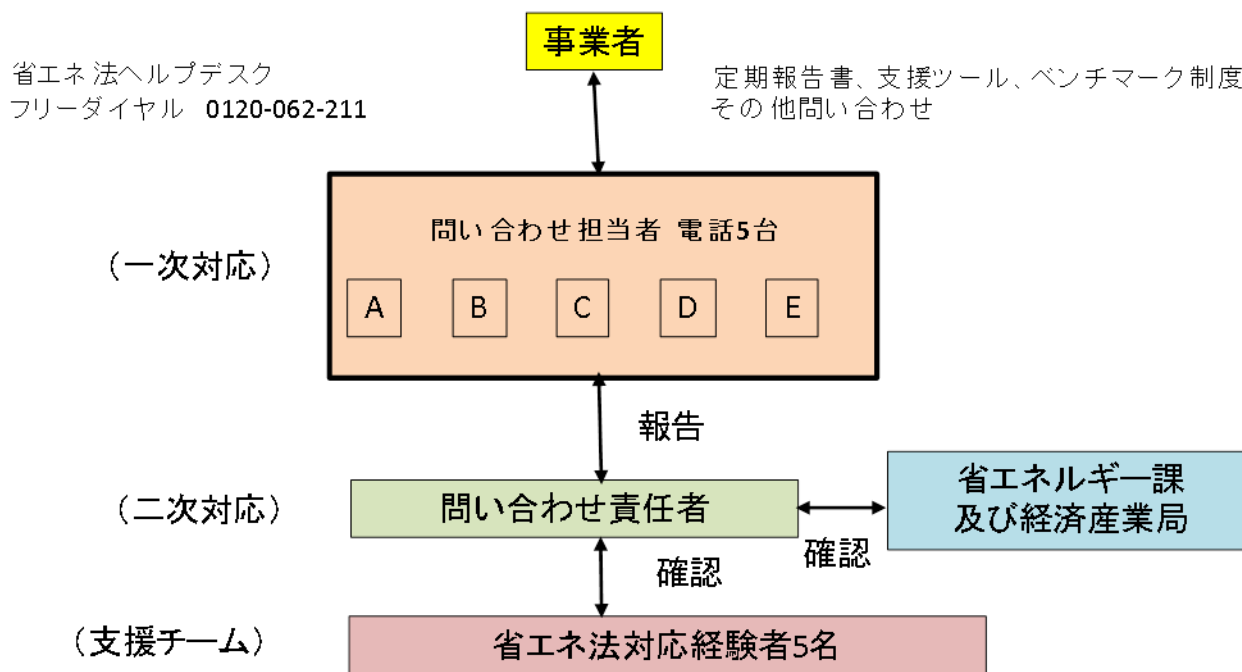 事業者
省エネ法ヘルプデスク
フリーダイヤル 0120-062-211
定期報告書、支援ツール、ベンチマーク制度
その他問い合わせ
(一次対応)
問い合わせ担当者 電話5台
A B C D E
報告
(二次対応)
問い合わせ責任者
確認
省エネルギー課
及び経済産業局
確認
(支援チーム)
省エネ法対応経験者5名